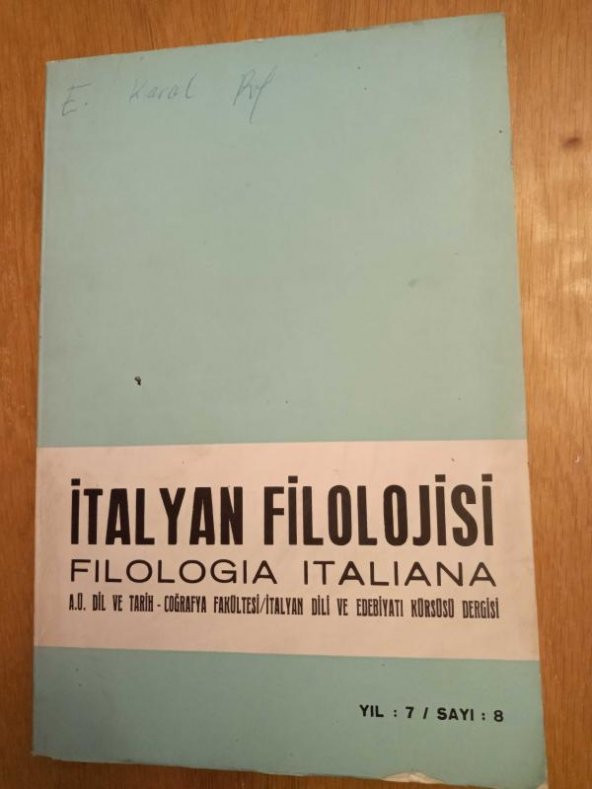 E. Karal Prf
İTALYAN FİLOLOJİSİ
FILOLOGIA ITALIANA
A.Ü. DİL VE TARİH - COĞRAFYA FAKÜLTESİ/İTALYAN DİLİ VE EDEBİYATI KÜRSÜSÜ DERGİSİ
YIL : 7 / SAYI : 8